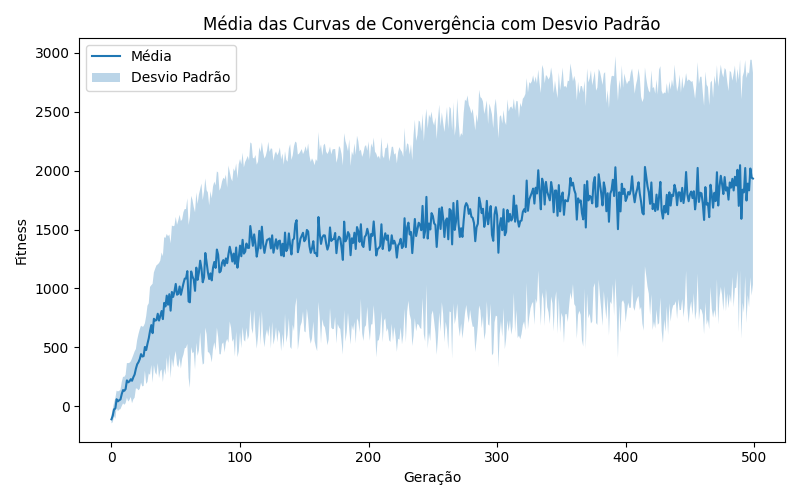 Média das Curvas de Convergência com Desvio Padrão
Média
Desvio Padrão
3000
2500
2000
1500
1000
500
0
Fitness
0 100 200 300 400 500
Geração